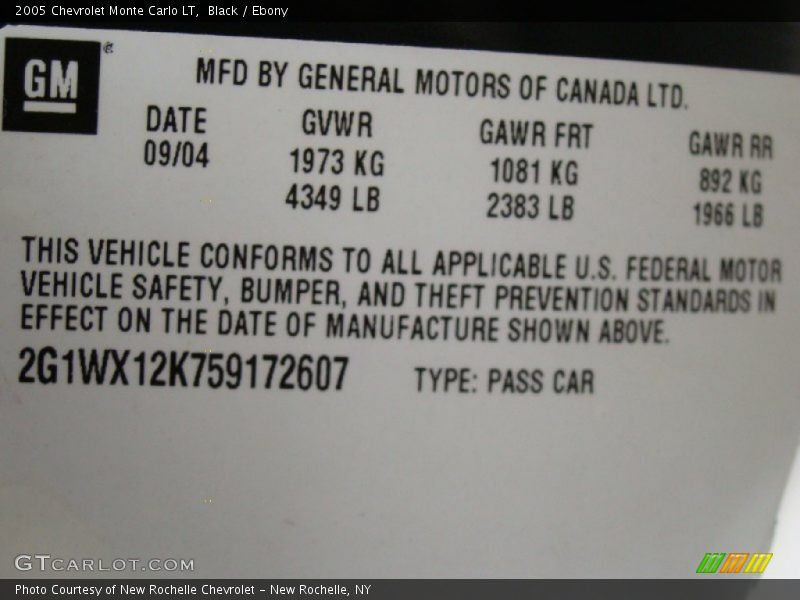 2005 Chevrolet Monte Carlo LT, Black / Ebony
GM
MFD BY GENERAL MOTORS OF CANADA LTD.
DATE GVWR GAWR FRT GAWR RR
09/04 1973 KG 1081 KG 892 KG
4349 LB 2383 LB 1966 LB
THIS VEHICLE CONFORMS TO ALL APPLICABLE U.S. FEDERAL MOTOR
VEHICLE SAFETY, BUMPER, AND THEFT PREVENTION STANDARDS IN
EFFECT ON THE DATE OF MANUFACTURE SHOWN ABOVE.
2G1WX12K759172607 TYPE: PASS CAR
GTCARLOT.COM
Photo Courtesy of New Rochelle Chevrolet – New Rochelle, NY